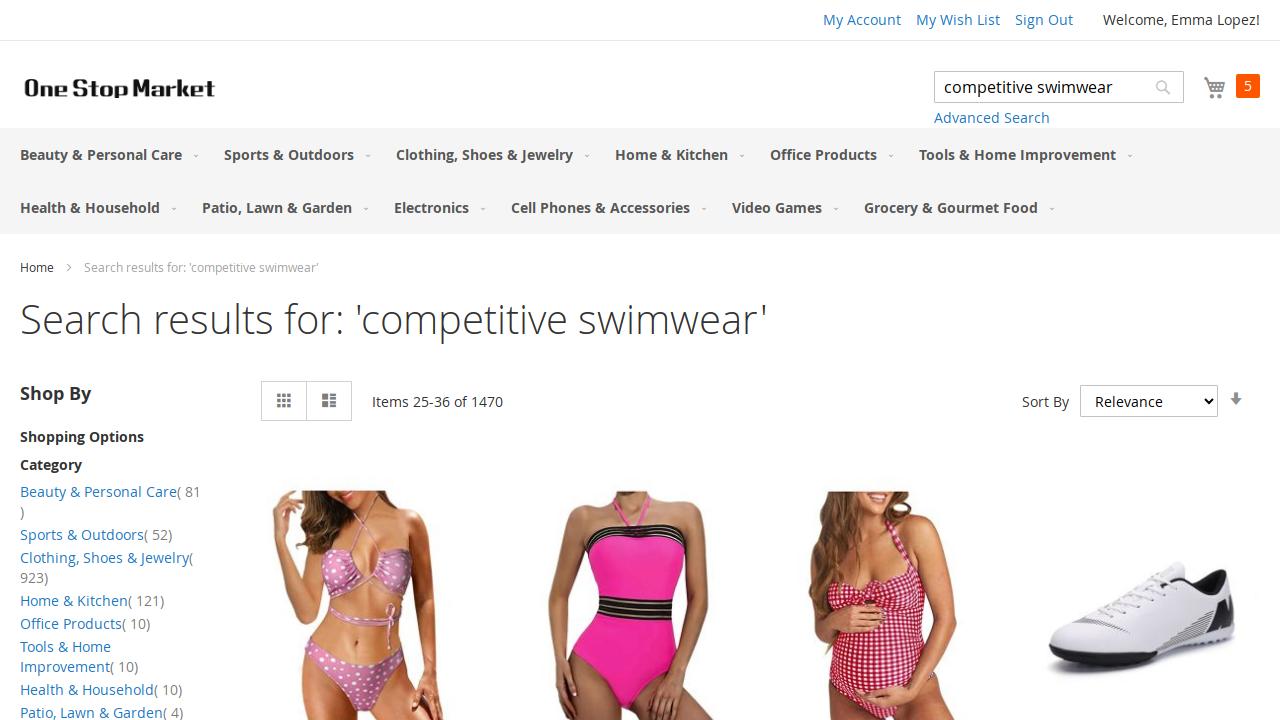 My Account My Wish List Sign Out Welcome, Emma Lopez!
One Stop Market
competitive swimwear
5
Advanced Search
Beauty & Personal Care Sports & Outdoors Clothing, Shoes & Jewelry Home & Kitchen Office Products Tools & Home Improvement
Health & Household Patio, Lawn & Garden Electronics Cell Phones & Accessories Video Games Grocery & Gourmet Food
Home Search results for: 'competitive swimwear'
Search results for: 'competitive swimwear'
Shop By
Items 25-36 of 1470
Sort By Relevance
Shopping Options
Category
Beauty & Personal Care( 81
)
Sports & Outdoors( 52)
Clothing, Shoes & Jewelry(
923)
Home & Kitchen( 121)
Office Products( 10)
Tools & Home
Improvement( 10)
Health & Household( 10)
Patio, Lawn & Garden( 4)